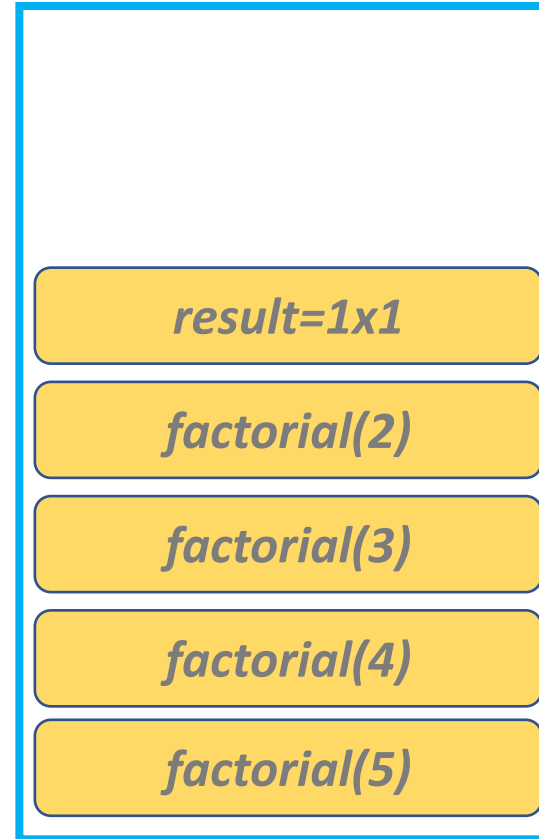 result=1x1
factorial(2)
factorial(3)
factorial(4)
factorial(5)